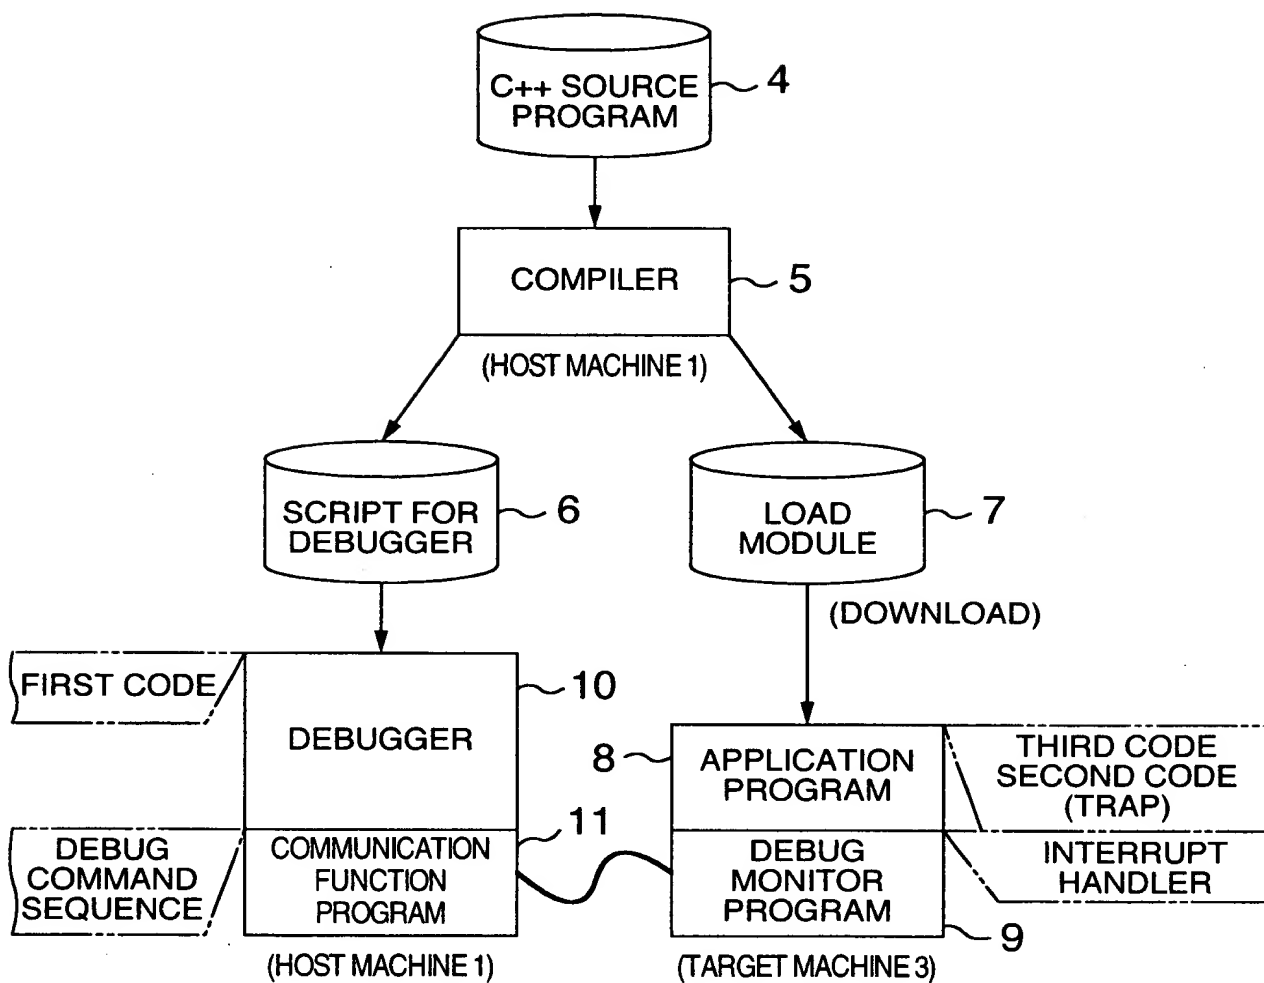 C++ SOURCE
PROGRAM
4
COMPILER
5
(HOST MACHINE 1)
SCRIPT FOR
DEBUGGER
6
LOAD
MODULE
7
(DOWNLOAD)
FIRST CODE
DEBUGGER
10
8
APPLICATION
PROGRAM
THIRD CODE
SECOND CODE
(TRAP)
DEBUG
COMMAND
SEQUENCE
COMMUNICATION
FUNCTION
PROGRAM
11
DEBUG
MONITOR
PROGRAM
9
INTERRUPT
HANDLER
(HOST MACHINE 1)
(TARGET MACHINE 3)